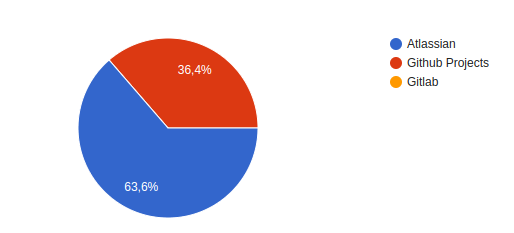 Atlassian
Github Projects
Gitlab
36,4%
63,6%